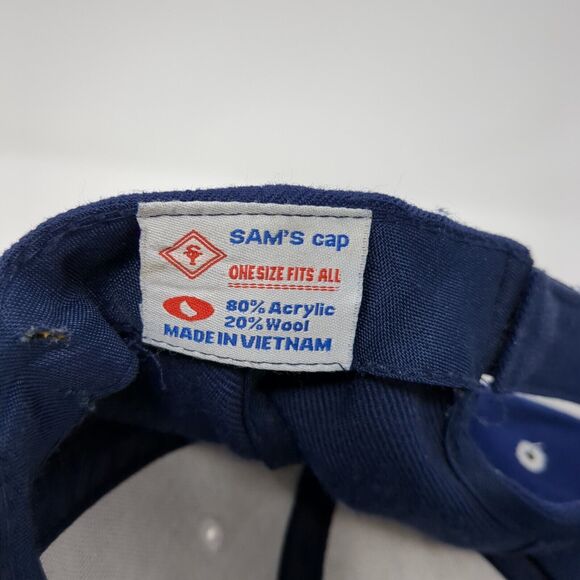 SAM'S cap
ONE SIZE FITS ALL
80% Acrylic
20% Wool
MADE IN VIETNAM